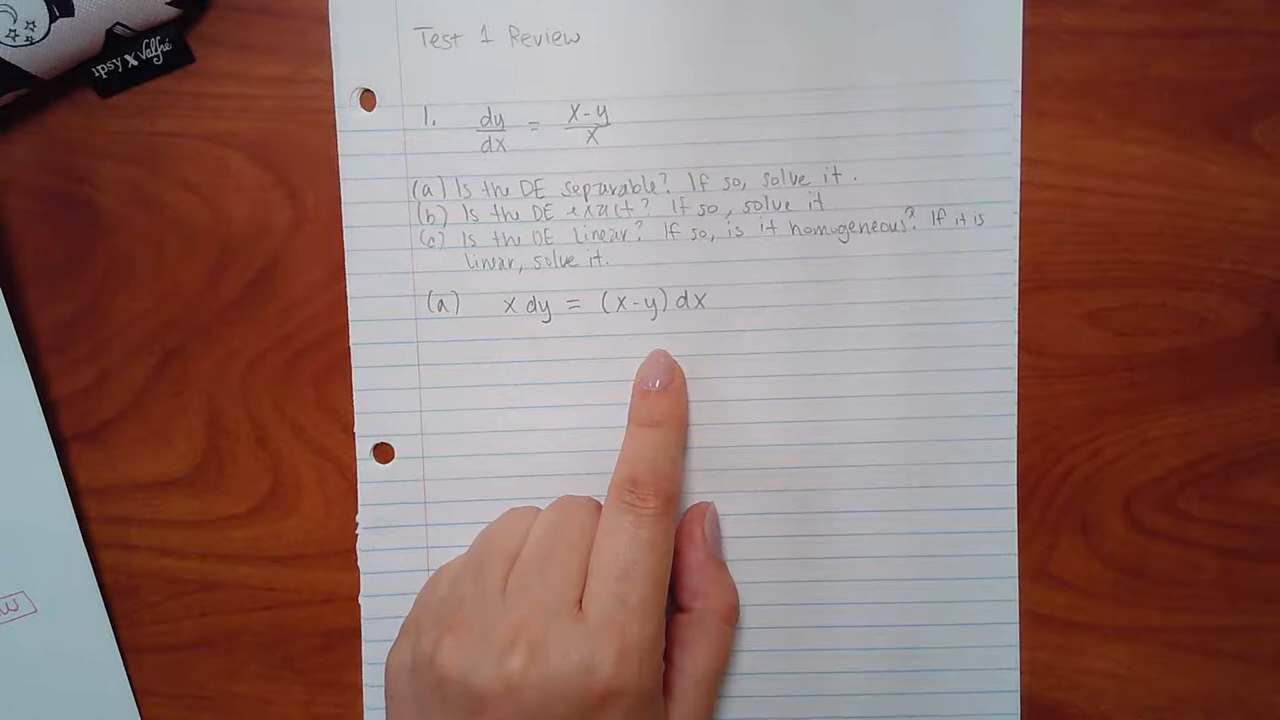 ipsy x Valfré
Test 1 Review
1. dy/dx = x-y/x
(a) Is the DE separable? If so, solve it.
(b) Is the DE exact? If so, solve it
(c) Is the DE linear? If so, is it homogeneous? If it is
linear, solve it.
(a) x dy = (x-y) dx